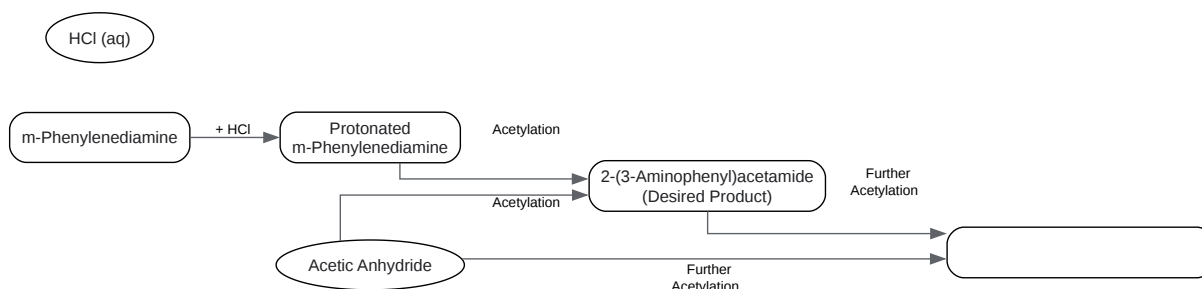 HCl (aq)
m-Phenylenediamine
+ HCl
Protonated
m-Phenylenediamine
Acetylation
2-(3-Aminophenyl)acetamide
(Desired Product)
Further
Acetylation
Acetylation
Acetic Anhydride
Further
Acetylation